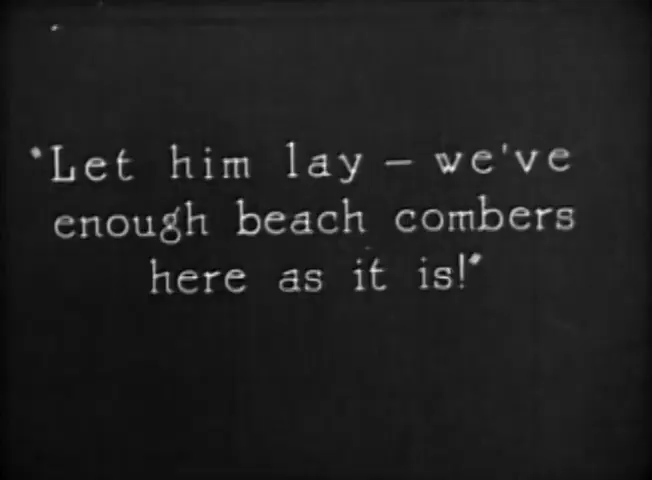 "Let him lay — we've
enough beach combers
here as it is!"